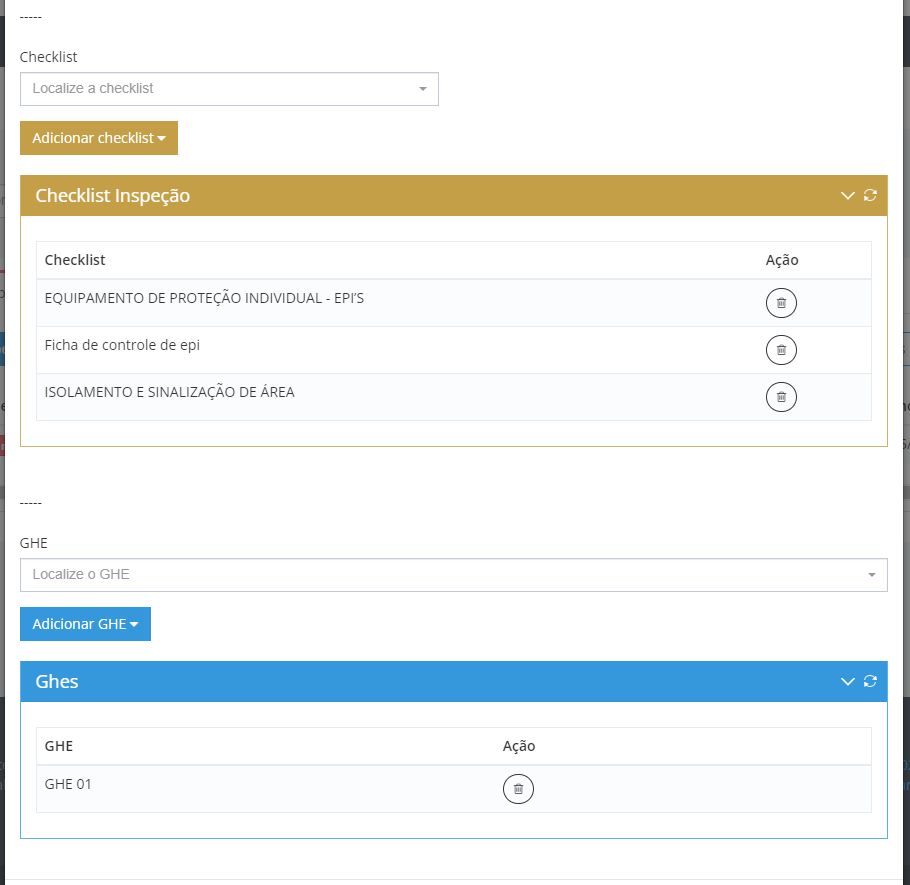 -----
Checklist
Localize a checklist
Adicionar checklist
Checklist Inspeção
Checklist Ação
EQUIPAMENTO DE PROTEÇÃO INDIVIDUAL - EPI'S
Ficha de controle de epi
ISOLAMENTO E SINALIZAÇÃO DE ÁREA
-----
GHE
Localize o GHE
Adicionar GHE
Ghes
GHE Ação
GHE 01